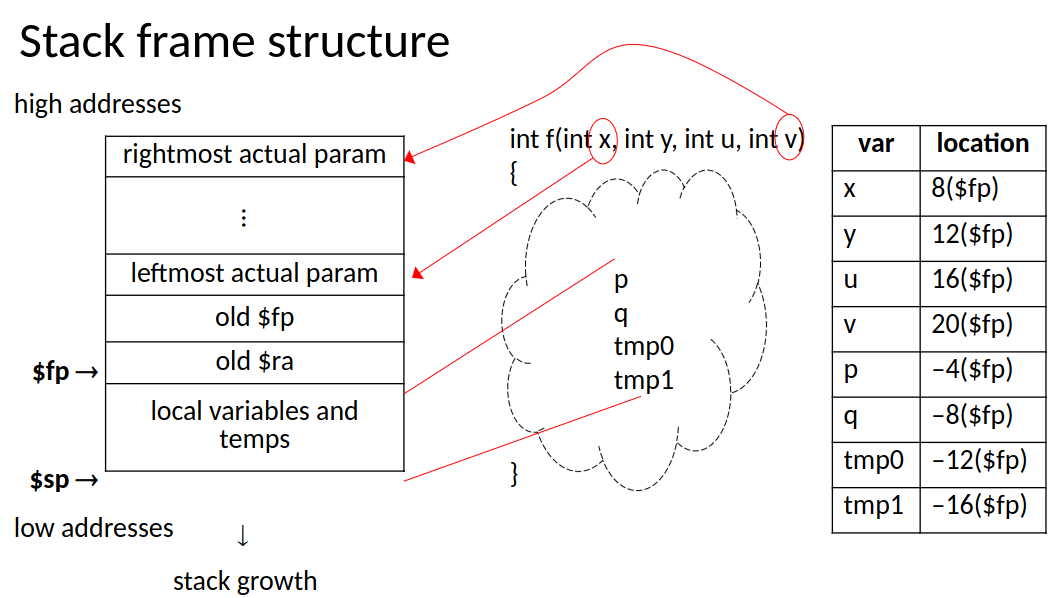 Stack frame structure
high addresses
rightmost actual param
⋮
leftmost actual param
old $fp
old $ra
$fp →
local variables and
temps
$sp →
low addresses
↓
stack growth
int f(int x, int y, int u, int v)
{
p
q
tmp0
tmp1
}
var location
x 8($fp)
y 12($fp)
u 16($fp)
v 20($fp)
p –4($fp)
q –8($fp)
tmp0 –12($fp)
tmp1 –16($fp)